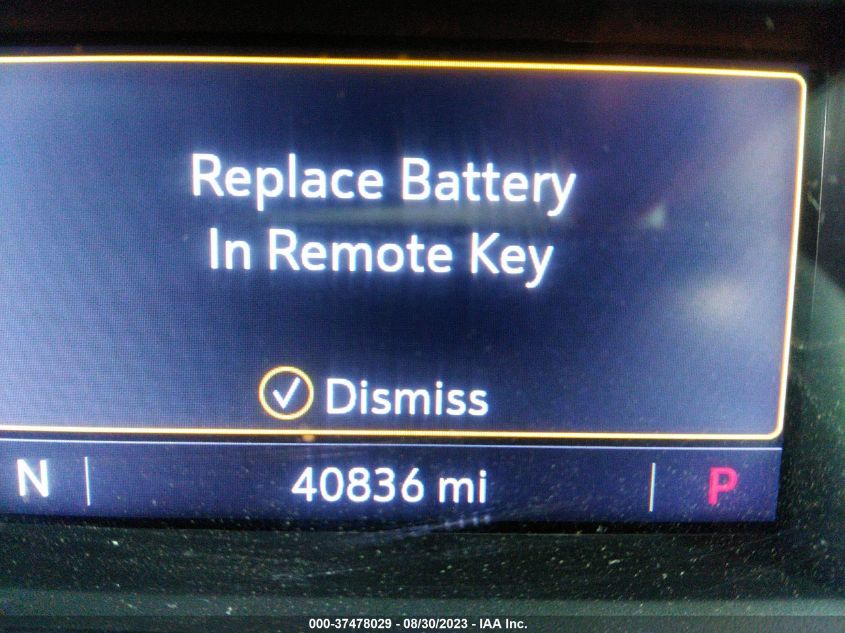 Replace Battery
In Remote Key
Dismiss
N 40836 mi P
000-37478029 - 08/30/2023 - IAA Inc.